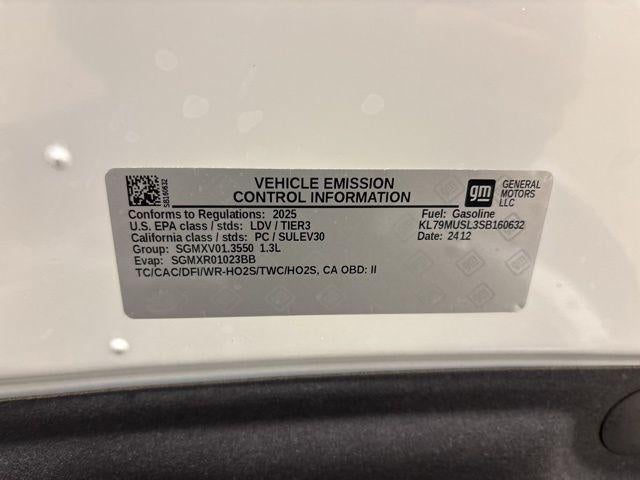 SB160632
VEHICLE EMISSION
CONTROL INFORMATION
gm
GENERAL
MOTORS
LLC
Conforms to Regulations: 2025
U.S. EPA class / stds: LDV / TIER3
California class / stds: PC / SULEV30
Group: SGMXV01.3550 1.3L
Evap: SGMXR01023BB
TC/CAC/DFI/WR-HO2S/TWC/HO2S, CA OBD: II
Fuel: Gasoline
KL79MUSL3SB160632
Date: 2412